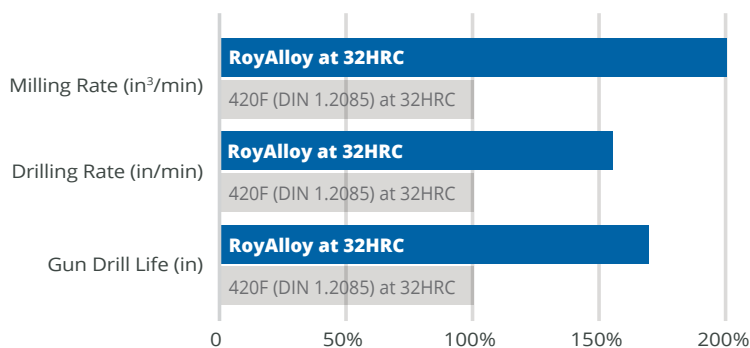 RoyAlloy at 32HRC
Milling Rate (in³/min)
420F (DIN 1.2085) at 32HRC
RoyAlloy at 32HRC
Drilling Rate (in/min)
420F (DIN 1.2085) at 32HRC
RoyAlloy at 32HRC
Gun Drill Life (in)
420F (DIN 1.2085) at 32HRC
0 50% 100% 150% 200%